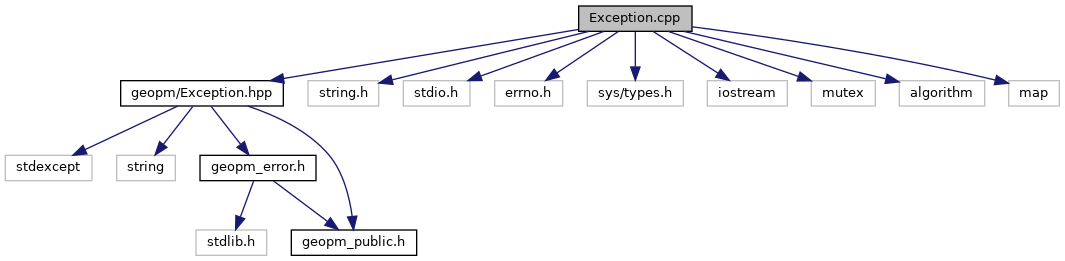 Exception.cpp
geopm/Exception.hpp
string.h
stdio.h
errno.h
sys/types.h
iostream
mutex
algorithm
map
stdexcept
string
geopm_error.h
stdlib.h
geopm_public.h